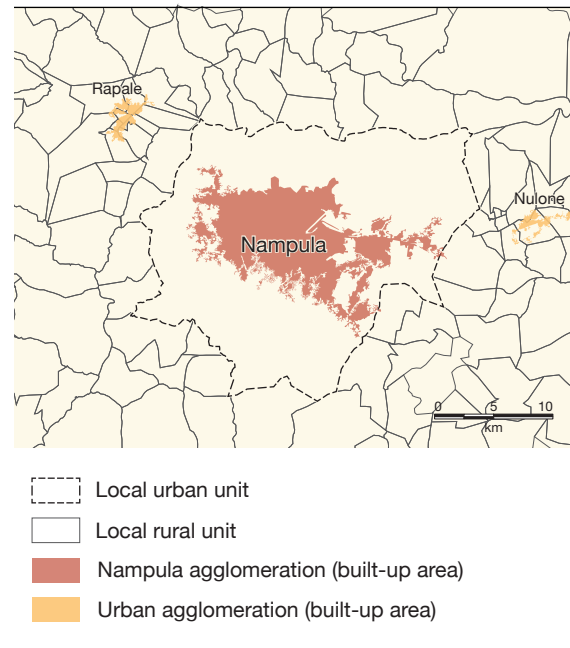 Rapale
Nulone
Nampula
0 5 10
km
Local urban unit
Local rural unit
Nampula agglomeration (built-up area)
Urban agglomeration (built-up area)